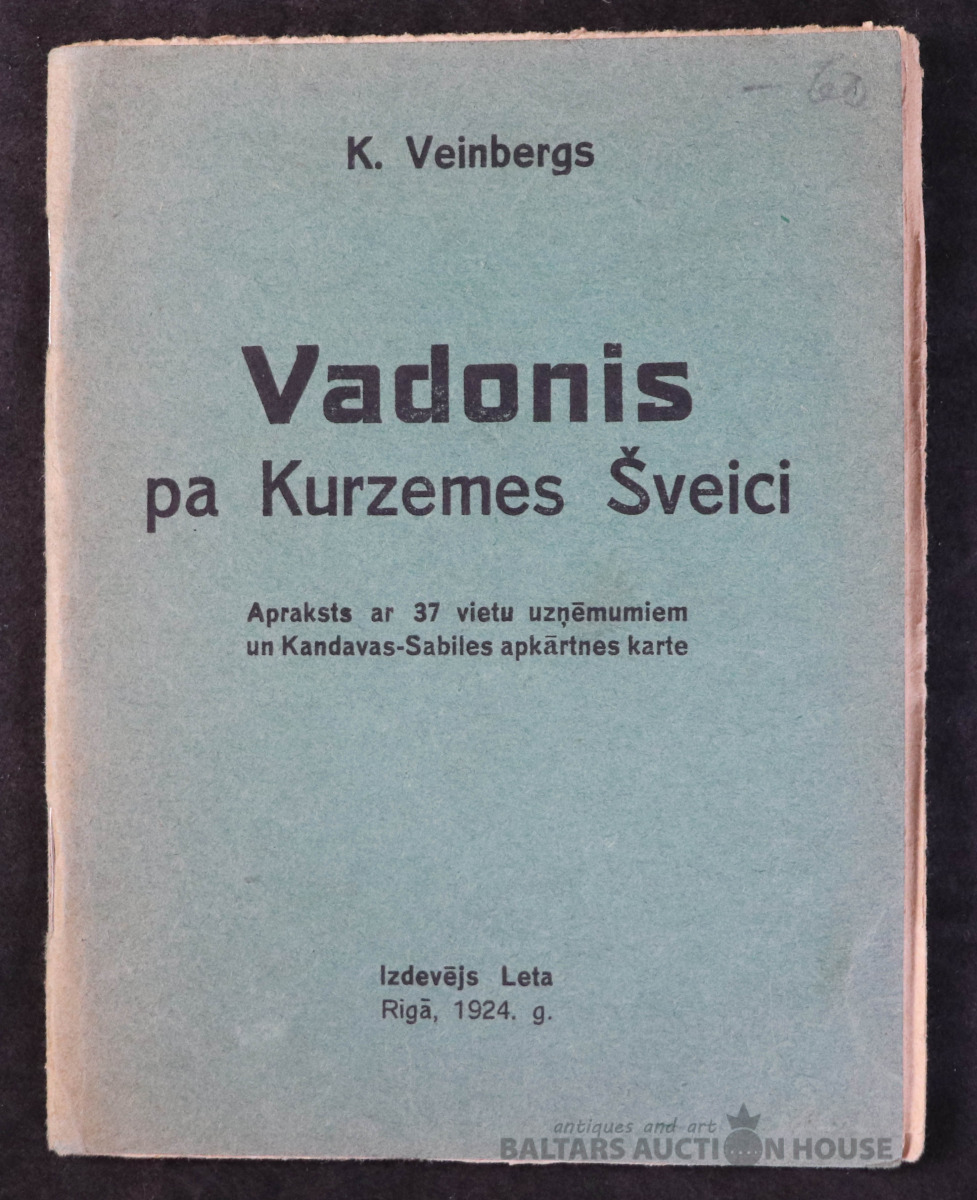 K. Veinbergs
Vadonis
pa Kurzemes Šveici
Apraksts ar 37 vietu uzņēmumiem
un Kandavas-Sabiles apkārtnes karte
Izdevējs Leta
Rigā, 1924. g.
antiques and art
BALTARS AUCTION HOUSE